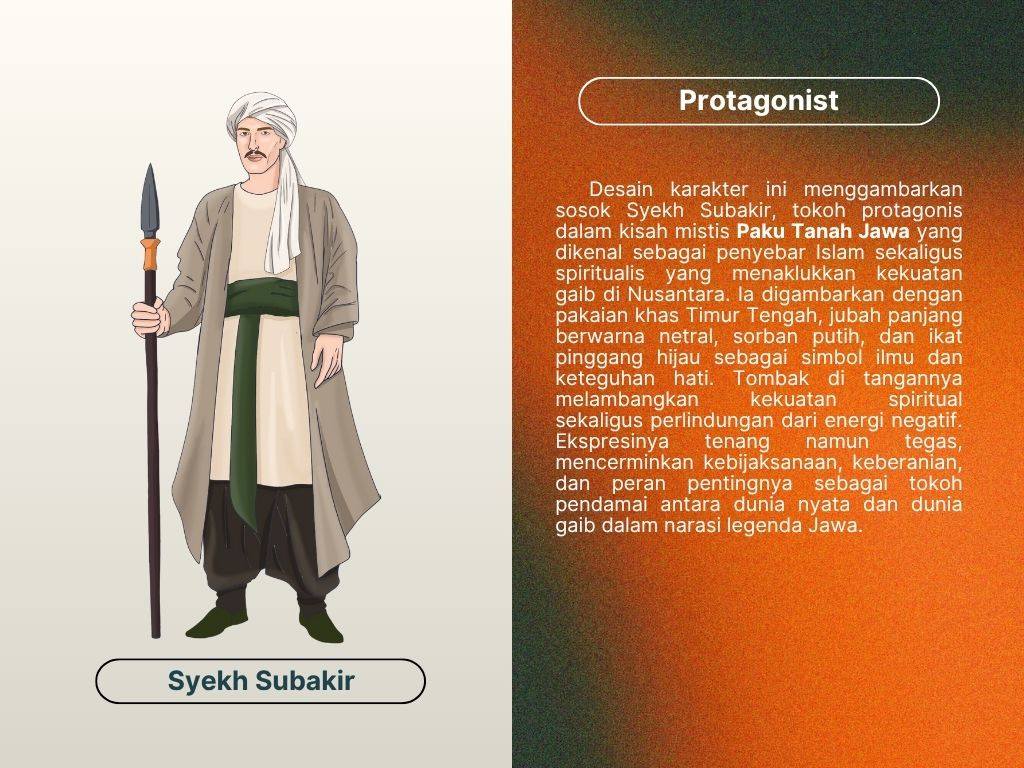 Syekh Subakir
Protagonist
Desain karakter ini menggambarkan
sosok Syekh Subakir, tokoh protagonis
dalam kisah mistis Paku Tanah Jawa yang
dikenal sebagai penyebar Islam sekaligus
spiritualis yang menaklukkan kekuatan
gaib di Nusantara. Ia digambarkan dengan
pakaian khas Timur Tengah, jubah panjang
berwarna netral, sorban putih, dan ikat
pinggang hijau sebagai simbol ilmu dan
keteguhan hati. Tombak di tangannya
melambangkan kekuatan spiritual
sekaligus perlindungan dari energi negatif.
Ekspresinya tenang namun tegas,
mencerminkan kebijaksanaan, keberanian,
dan peran pentingnya sebagai tokoh
pendamai antara dunia nyata dan dunia
gaib dalam narasi legenda Jawa.